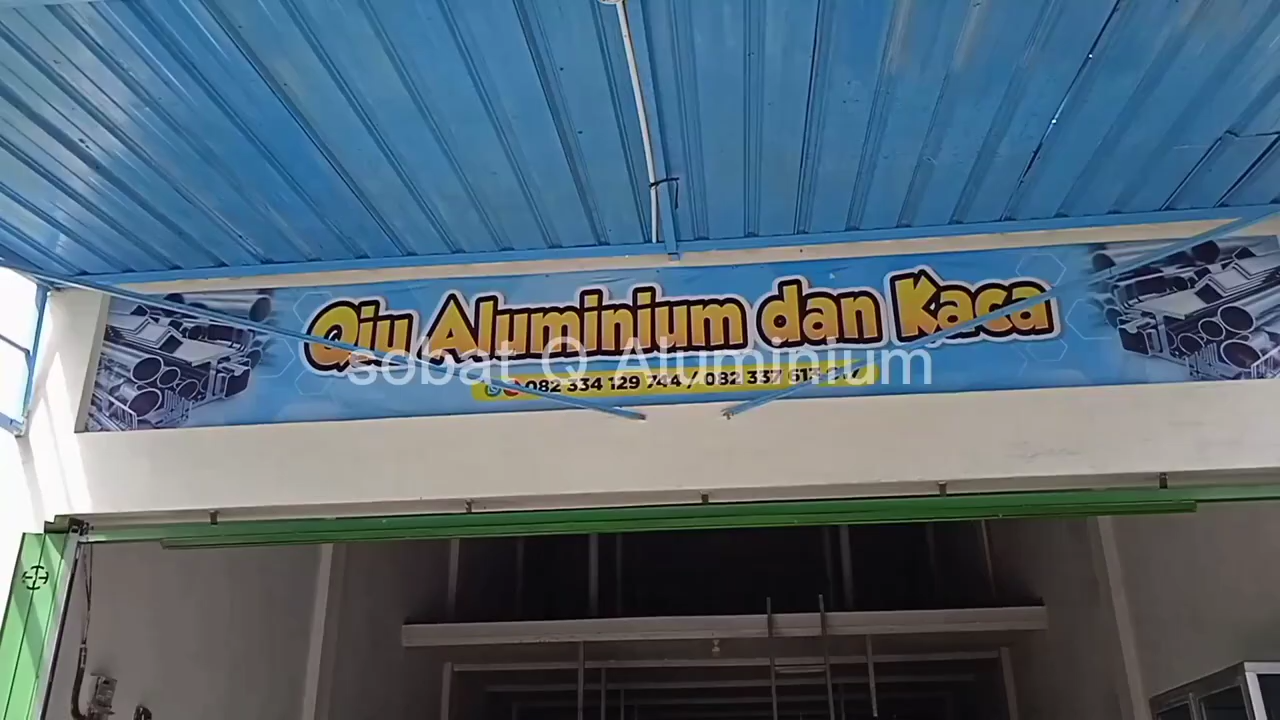 Qiu Aluminium dan Kaca
sobat Q Aluminium
082 334 129 744 / 082 337